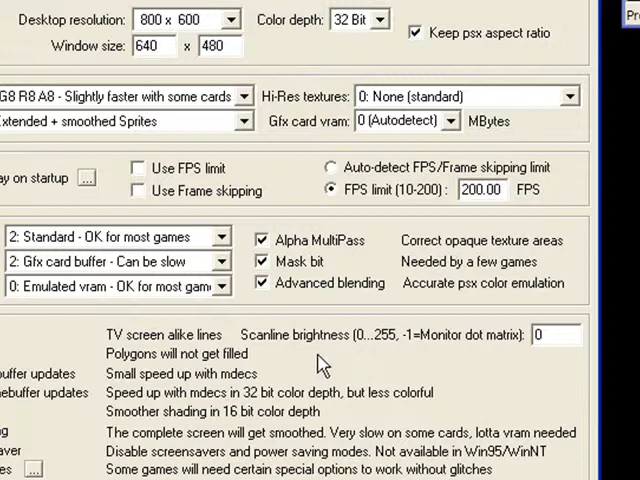 Desktop resolution: 800 x 600 Color depth: 32 Bit
Window size: 640 x 480 Keep psx aspect ratio
G8 R8 A8 - Slightly faster with some cards Hi-Res textures: 0: None (standard)
xtended + smoothed Sprites Gfx card vram: 0 (Autodetect) MBytes
Use FPS limit Auto-detect FPS/Frame skipping limit
ay on startup ... Use Frame skipping FPS limit (10-200) : 200.00 FPS
2: Standard - OK for most games Alpha MultiPass Correct opaque texture areas
2: Gfx card buffer - Can be slow Mask bit Needed by a few games
0: Emulated vram - OK for most gam Advanced blending Accurate psx color emulation
TV screen alike lines Scanline brightness (0...255, -1=Monitor dot matrix): 0
Polygons will not get filled
buffer updates Small speed up with mdecs
nebuffer updates Speed up with mdecs in 32 bit color depth, but less colorful
Smoother shading in 16 bit color depth
g The complete screen will get smoothed. Very slow on some cards, lotta vram needed
aver Disable screensavers and power saving modes. Not available in Win95/WinNT
es ... Some games will need certain special options to work without glitches